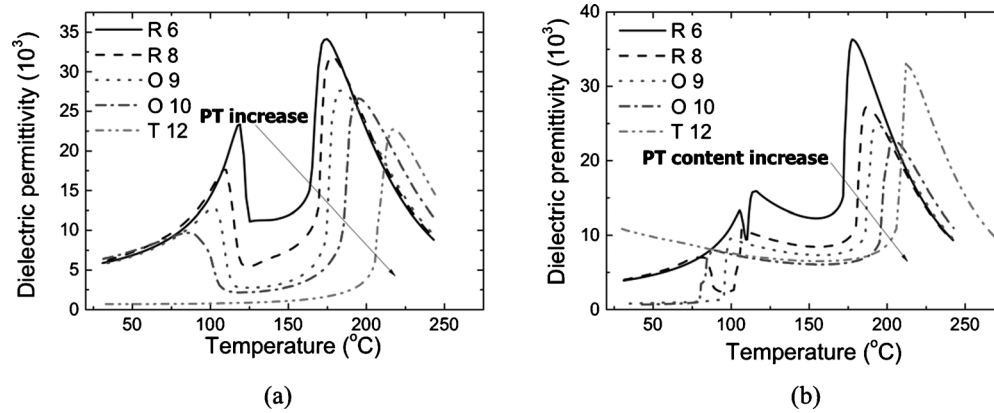 35
30
25
20
15
10
5
0
50
100
150
200
250
Dielectric permittivity (10³)
Temperature (°C)
R 6
R 8
O 9
O 10
T 12
PT increase
(a)
40
30
20
10
0
50
100
150
200
250
Dielectric premittivity (10³)
Temperature (°C)
R 6
R 8
O 9
O 10
T 12
PT content increase
(b)
(a)
(b)